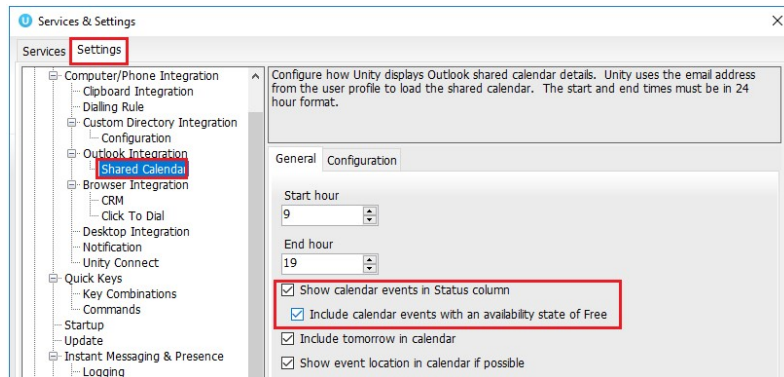 Services & Settings
Services Settings
Computer/Phone Integration
Clipboard Integration
Dialling Rule
Custom Directory Integration
Configuration
Outlook Integration
Shared Calendar
Browser Integration
CRM
Click To Dial
Desktop Integration
Notification
Unity Connect
Quick Keys
Key Combinations
Commands
Startup
Update
Instant Messaging & Presence
Logging
Configure how Unity displays Outlook shared calendar details. Unity uses the email address
from the user profile to load the shared calendar. The start and end times must be in 24
hour format.
General Configuration
Start hour
9
End hour
19
Show calendar events in Status column
Include calendar events with an availability state of Free
Include tomorrow in calendar
Show event location in calendar if possible